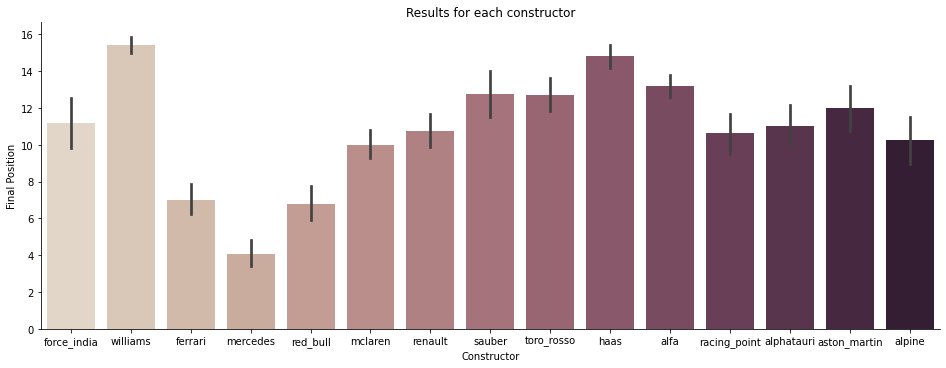 Results for each constructor
Final Position
16
14
12
10
8
6
4
2
0
force_india williams ferrari mercedes red_bull mclaren renault sauber toro_rosso haas alfa racing_point alphatauri aston_martin alpine
Constructor